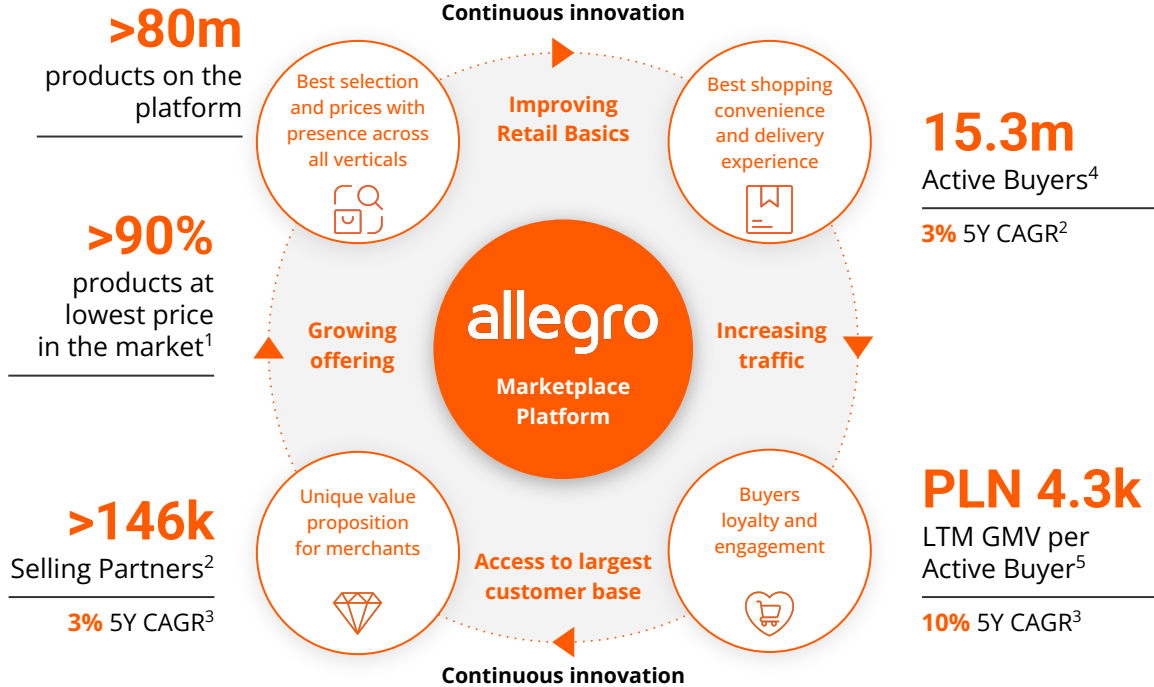 Continuous innovation
>80m
products on the
platform
Best selection
and prices with
presence across
all verticals
Improving
Retail Basics
Best shopping
convenience
and delivery
experience
15.3m
Active Buyers⁴
3% 5Y CAGR²
>90%
products at
lowest price
in the market¹
Growing
offering
allegro
Marketplace
Platform
Increasing
traffic
>146k
Selling Partners²
3% 5Y CAGR³
Unique value
proposition
for merchants
Access to largest
customer base
Buyers
loyalty and
engagement
PLN 4.3k
LTM GMV per
Active Buyer⁵
10% 5Y CAGR³
Continuous innovation